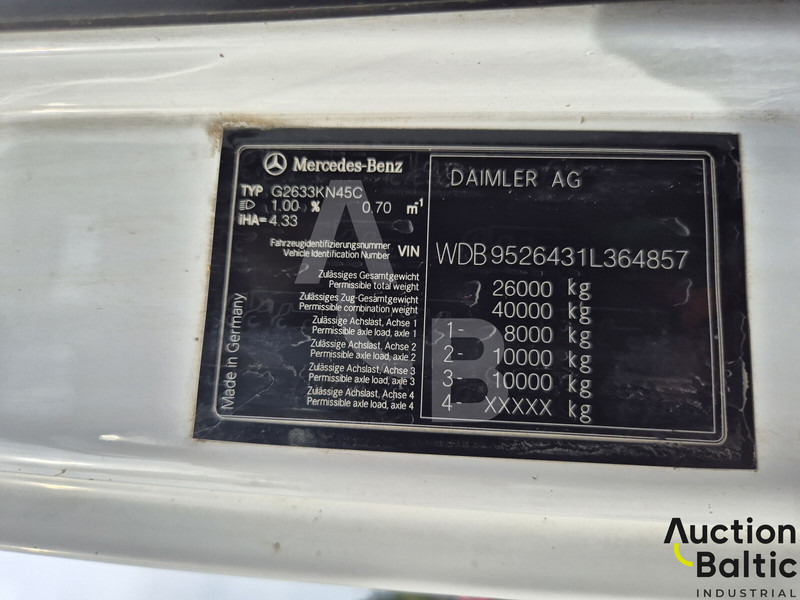 Mercedes-Benz
TYP G2633KN45C
1.00 % 0.70 m-1
iHA= 4.33
DAIMLER AG
Fahrzeugidentifizierungsnummer
Vehicle Identification Number VIN WDB9526431L364857
Zulässiges Gesamtgewicht
Permissible total weight 26000 kg
Zulässiges Zug-Gesamtgewicht
Permissible combination weight 40000 kg
Zulässige Achslast, Achse 1
Permissible axle load, axle 1 1- 8000 kg
Zulässige Achslast, Achse 2
Permissible axle load, axle 2 2- 10000 kg
Zulässige Achslast, Achse 3
Permissible axle load, axle 3 3- 10000 kg
Zulässige Achslast, Achse 4
Permissible axle load, axle 4 4- XXXXX kg
Made in Germany
A
B
Auction
Baltic
INDUSTRIAL